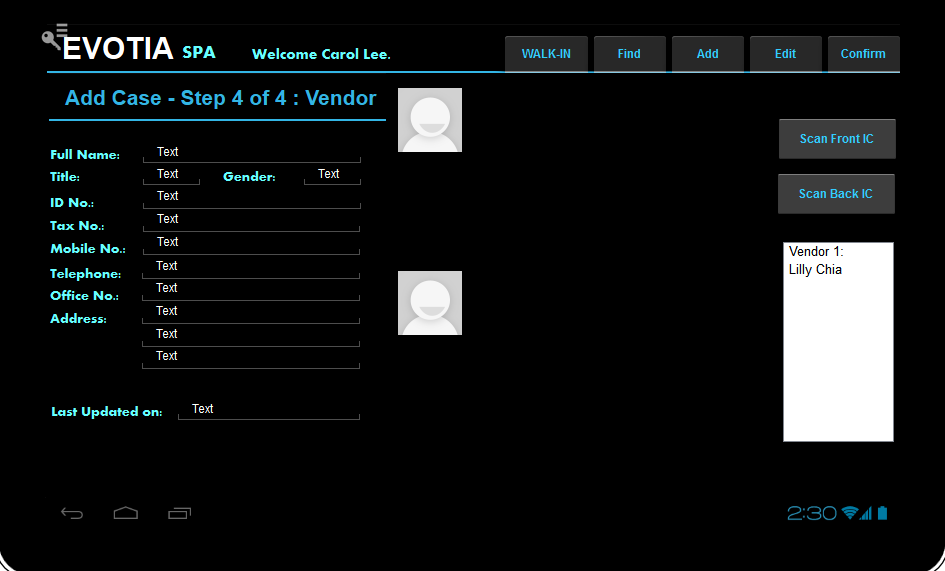 EVOTIA SPA Welcome Carol Lee. WALK-IN Find Add Edit Confirm
Add Case - Step 4 of 4 : Vendor
Full Name: Text
Title: Text Gender: Text
ID No.: Text
Tax No.: Text
Mobile No.: Text
Telephone: Text
Office No.: Text
Address: Text
Text
Text
Last Updated on: Text
Scan Front IC
Scan Back IC
Vendor 1:
Lilly Chia
2:30